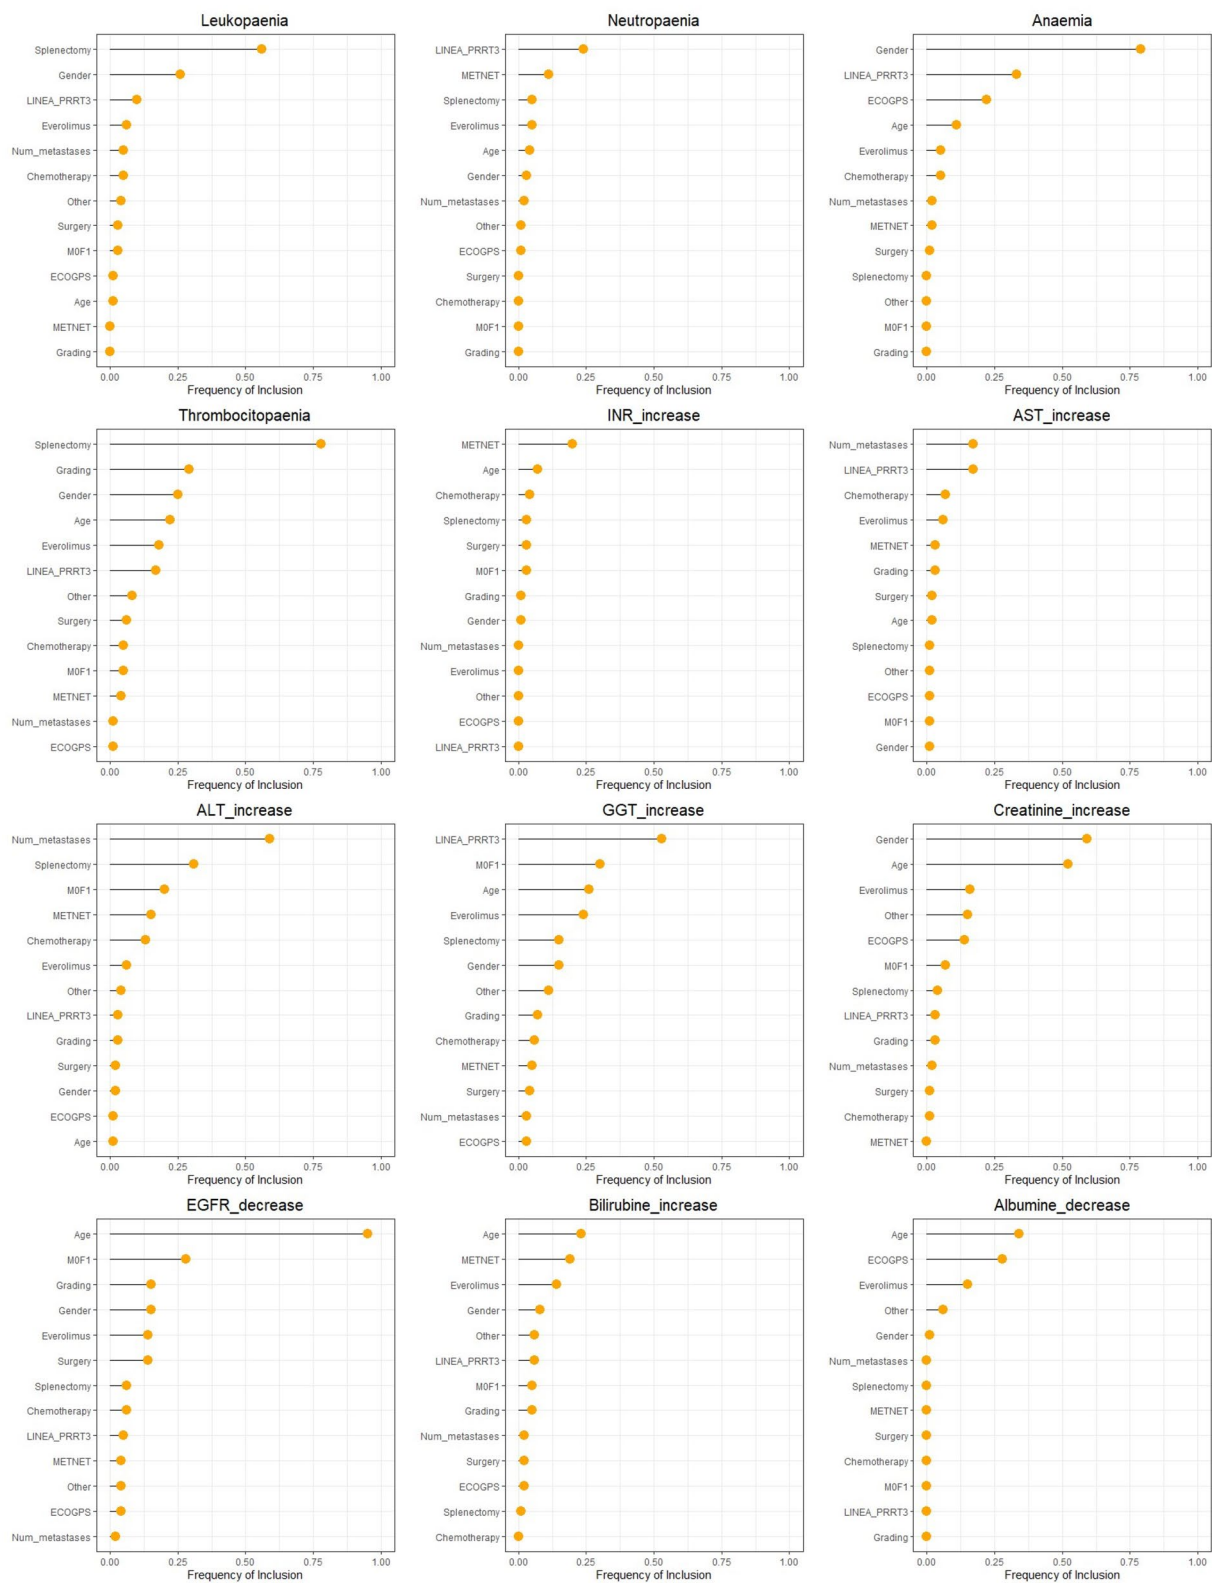 Leukopaenia
Splenectomy
Gender
LINEA_PRRT3
Everolimus
Num_metastases
Chemotherapy
Other
Surgery
M0F1
ECOGPS
Age
METNET
Grading
0.00 0.25 0.50 0.75 1.00
Frequency of Inclusion
Neutropaenia
LINEA_PRRT3
METNET
Splenectomy
Everolimus
Age
Gender
Num_metastases
Other
ECOGPS
Surgery
Chemotherapy
M0F1
Grading
0.00 0.25 0.50 0.75 1.00
Frequency of Inclusion
Anaemia
Gender
LINEA_PRRT3
ECOGPS
Age
Everolimus
Chemotherapy
Num_metastases
METNET
Surgery
Splenectomy
Other
M0F1
Grading
0.00 0.25 0.50 0.75 1.00
Frequency of Inclusion
Thrombocitopaenia
Splenectomy
Grading
Gender
Age
Everolimus
LINEA_PRRT3
Other
Surgery
Chemotherapy
M0F1
METNET
Num_metastases
ECOGPS
0.00 0.25 0.50 0.75 1.00
Frequency of Inclusion
INR_increase
METNET
Age
Chemotherapy
Splenectomy
Surgery
M0F1
Grading
Gender
Num_metastases
Everolimus
Other
ECOGPS
LINEA_PRRT3
0.00 0.25 0.50 0.75 1.00
Frequency of Inclusion
AST_increase
Num_metastases
LINEA_PRRT3
Chemotherapy
Everolimus
METNET
Grading
Surgery
Age
Splenectomy
Other
ECOGPS
M0F1
Gender
0.00 0.25 0.50 0.75 1.00
Frequency of Inclusion
ALT_increase
Num_metastases
Splenectomy
M0F1
METNET
Chemotherapy
Everolimus
Other
LINEA_PRRT3
Grading
Surgery
Gender
ECOGPS
Age
0.00 0.25 0.50 0.75 1.00
Frequency of Inclusion
GGT_increase
LINEA_PRRT3
M0F1
Age
Everolimus
Splenectomy
Gender
Other
Grading
Chemotherapy
METNET
Surgery
Num_metastases
ECOGPS
0.00 0.25 0.50 0.75 1.00
Frequency of Inclusion
Creatinine_increase
Gender
Age
Everolimus
Other
ECOGPS
M0F1
Splenectomy
LINEA_PRRT3
Grading
Num_metastases
Surgery
Chemotherapy
METNET
0.00 0.25 0.50 0.75 1.00
Frequency of Inclusion
EGFR_decrease
Age
M0F1
Grading
Gender
Everolimus
Surgery
Splenectomy
Chemotherapy
LINEA_PRRT3
METNET
Other
ECOGPS
Num_metastases
0.00 0.25 0.50 0.75 1.00
Frequency of Inclusion
Bilirubine_increase
Age
METNET
Everolimus
Gender
Other
LINEA_PRRT3
M0F1
Grading
Num_metastases
Surgery
ECOGPS
Splenectomy
Chemotherapy
0.00 0.25 0.50 0.75 1.00
Frequency of Inclusion
Albumine_decrease
Age
ECOGPS
Everolimus
Other
Gender
Num_metastases
Splenectomy
METNET
Surgery
Chemotherapy
M0F1
LINEA_PRRT3
Grading
0.00 0.25 0.50 0.75 1.00
Frequency of Inclusion